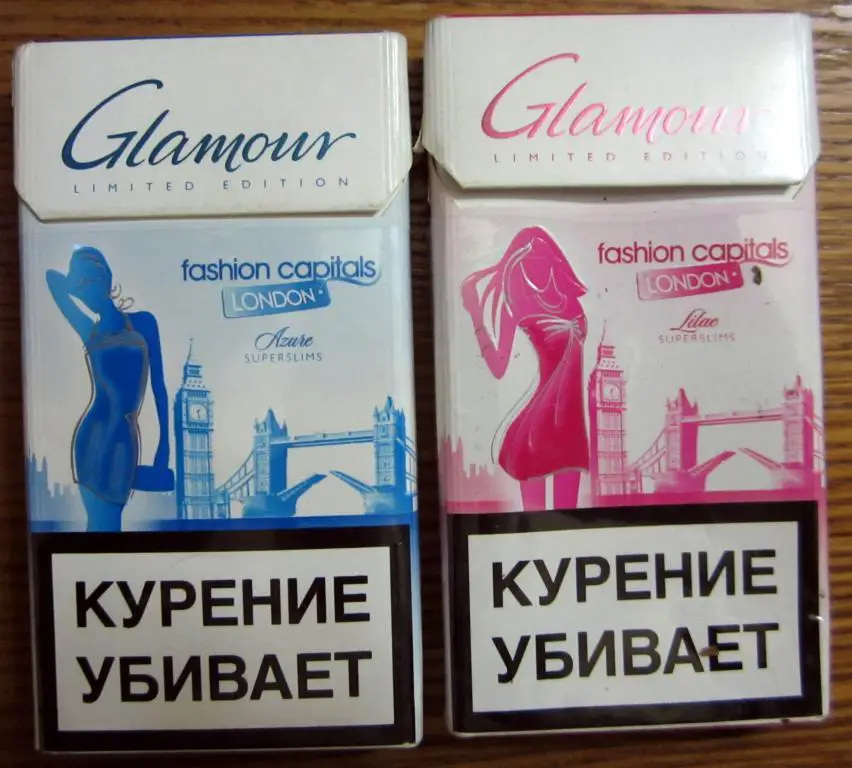 Glamour
LIMITED EDITION
fashion capitals
LONDON
Azure
SUPERSLIMS
КУРЕНИЕ
УБИВАЕТ
Glamour
LIMITED EDITION
fashion capitals
LONDON
Lilac
SUPERSLIMS
КУРЕНИЕ
УБИВАЕТ